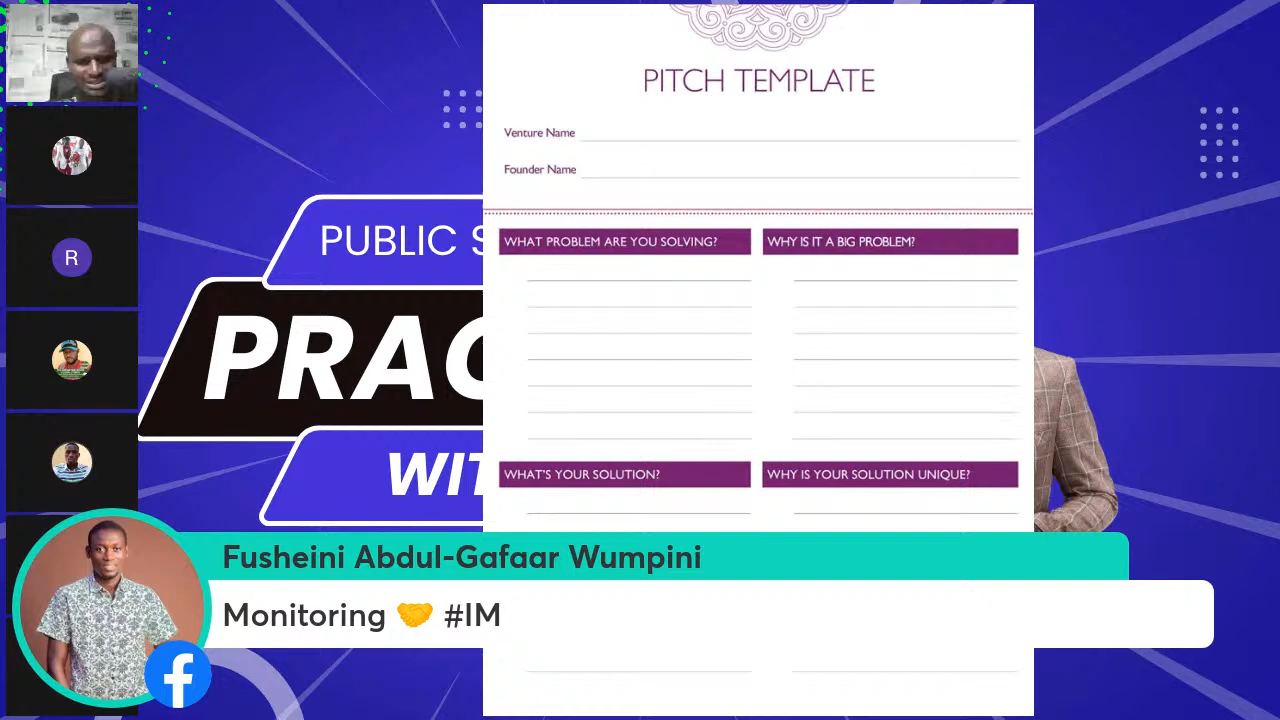 PITCH TEMPLATE
Venture Name
Founder Name
WHAT PROBLEM ARE YOU SOLVING?
WHY IS IT A BIG PROBLEM?
WHAT'S YOUR SOLUTION?
WHY IS YOUR SOLUTION UNIQUE?
PUBLIC
PRAC
WIT
R
Fusheini Abdul-Gafaar Wumpini
Monitoring 🤝 #IM